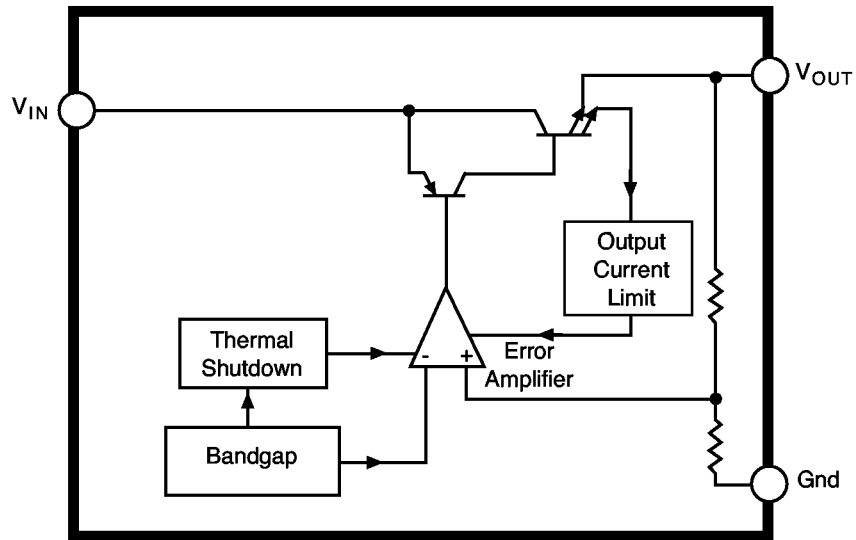 V_OUT
V_IN
Output
Current
Limit
Thermal
Shutdown
- +
Error
Amplifier
Bandgap
Gnd